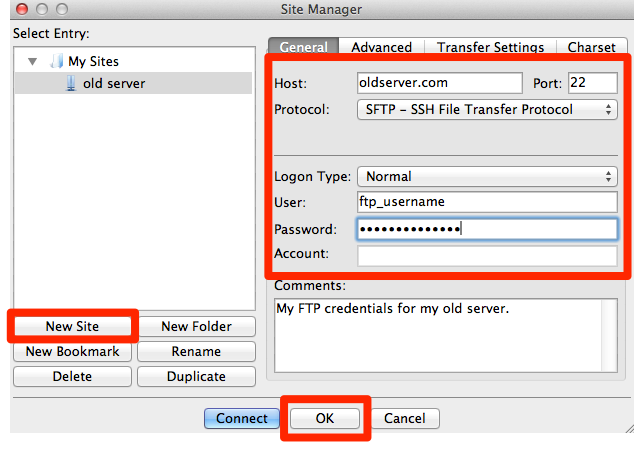 Site Manager
Select Entry:
My Sites
old server
General Advanced Transfer Settings Charset
Host: oldserver.com Port: 22
Protocol: SFTP – SSH File Transfer Protocol
Logon Type: Normal
User: ftp_username
Password: ••••••••••••••
Account:
Comments:
My FTP credentials for my old server.
New Site New Folder
New Bookmark Rename
Delete Duplicate
Connect OK Cancel